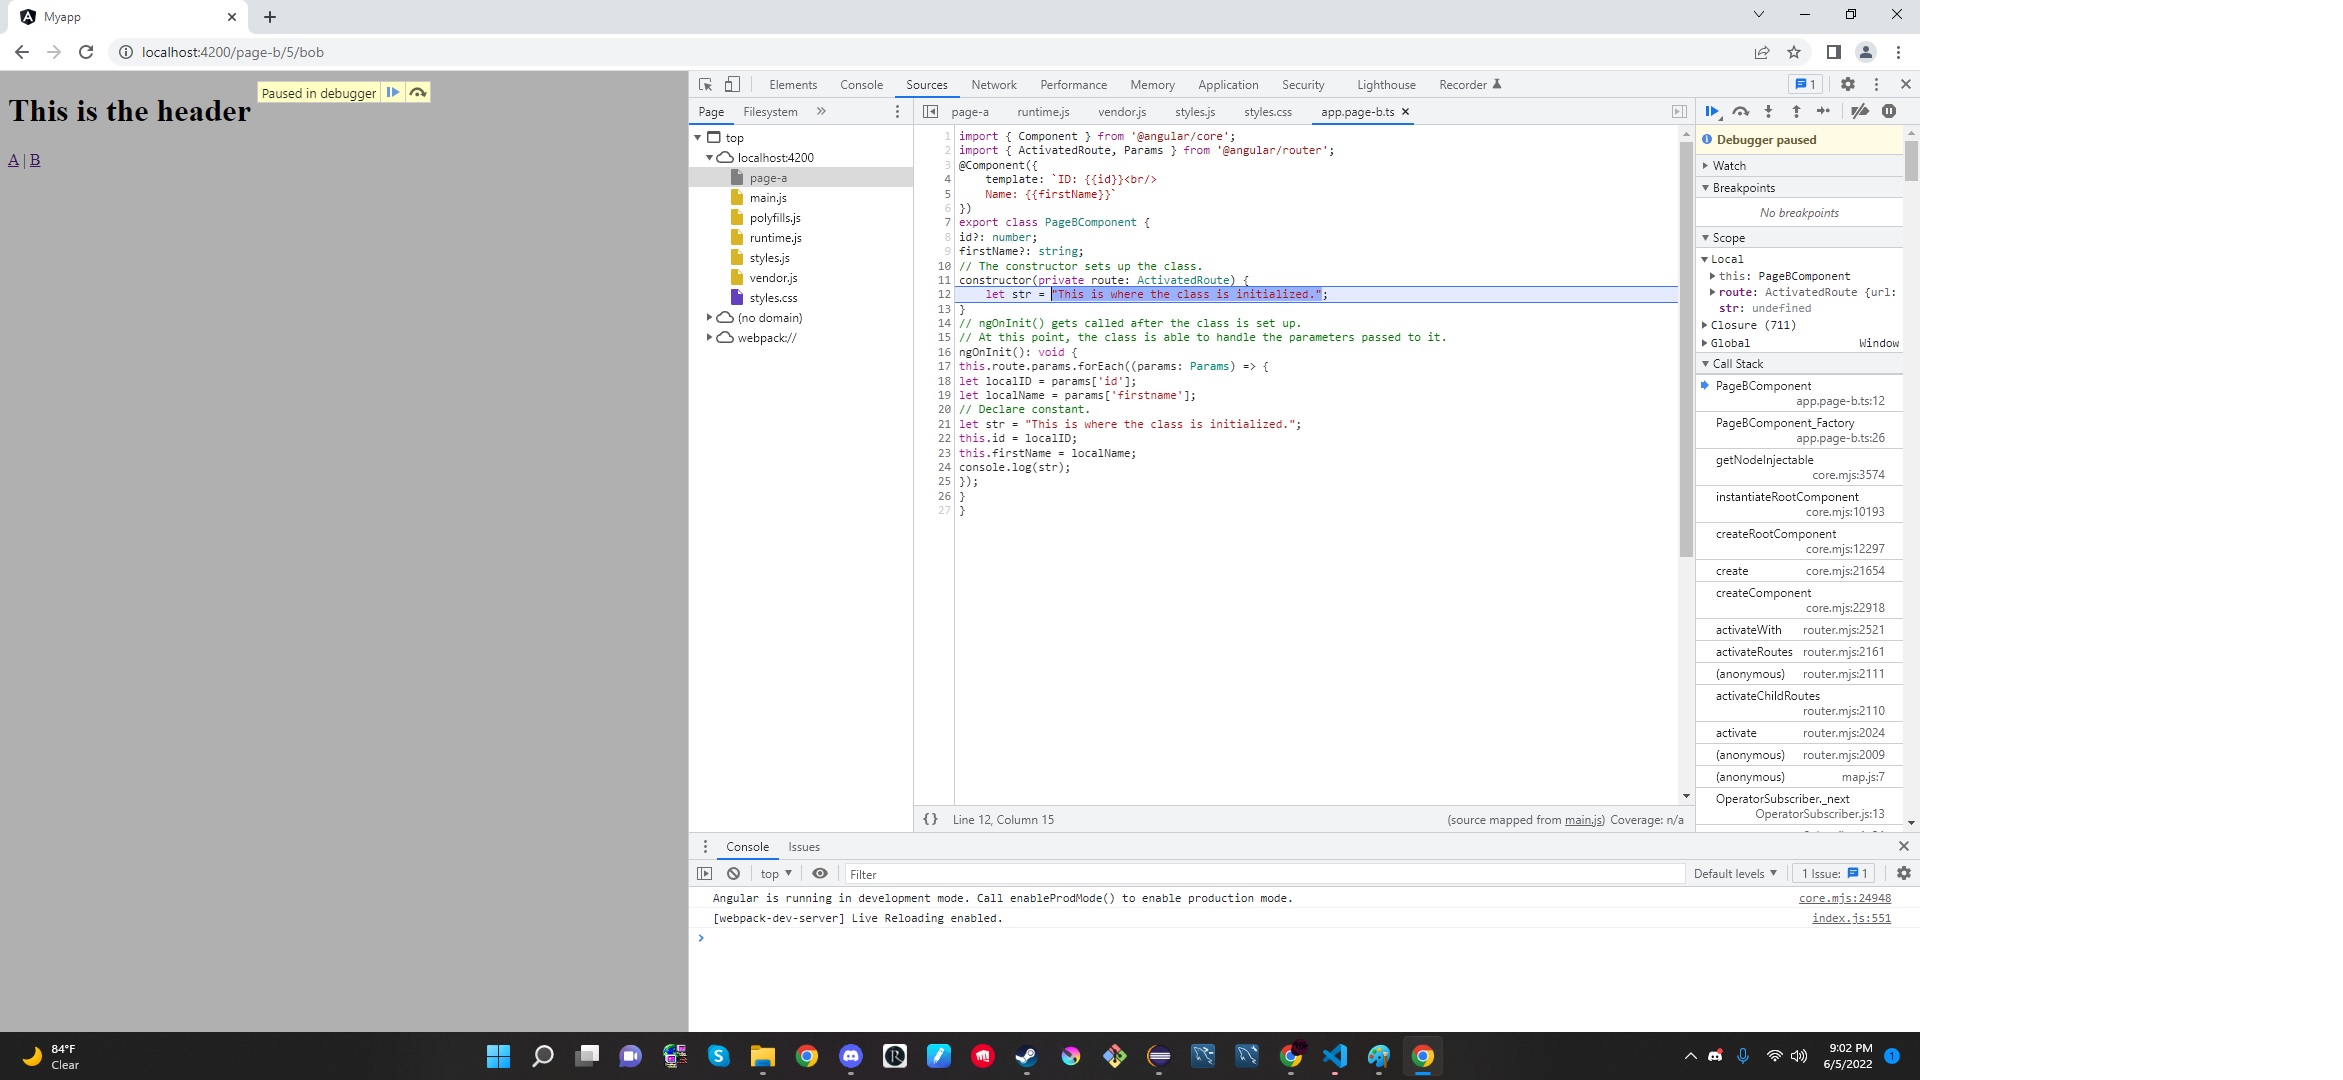 Myapp
localhost:4200/page-b/5/bob
Paused in debugger
This is the header
A | B
Elements Console Sources Network Performance Memory Application Security Lighthouse Recorder 1
Page Filesystem
page-a runtime.js vendor.js styles.js styles.css app.page-b.ts
top
localhost:4200
page-a
main.js
polyfills.js
runtime.js
styles.js
vendor.js
styles.css
(no domain)
webpack://
1 import { Component } from '@angular/core';
2 import { ActivatedRoute, Params } from '@angular/router';
3 @Component({
4 template: `ID: {{id}}<br/>
5 Name: {{firstName}}`
6 })
7 export class PageBComponent {
8 id?: number;
9 firstName?: string;
10 // The constructor sets up the class.
11 constructor(private route: ActivatedRoute) {
12 let str = "This is where the class is initialized.";
13 }
14 // ngOnInit() gets called after the class is set up.
15 // At this point, the class is able to handle the parameters passed to it.
16 ngOnInit(): void {
17 this.route.params.forEach((params: Params) => {
18 let localID = params['id'];
19 let localName = params['firstname'];
20 // Declare constant.
21 let str = "This is where the class is initialized.";
22 this.id = localID;
23 this.firstName = localName;
24 console.log(str);
25 });
26 }
27 }
{} Line 12, Column 15 (source mapped from main.js) Coverage: n/a
Debugger paused
Watch
Breakpoints
No breakpoints
Scope
Local
this: PageBComponent
route: ActivatedRoute {url:
str: undefined
Closure (711)
Global Window
Call Stack
PageBComponent
app.page-b.ts:12
PageBComponent_Factory
app.page-b.ts:26
getNodeInjectable
core.mjs:3574
instantiateRootComponent
core.mjs:10193
createRootComponent
core.mjs:12297
create core.mjs:21654
createComponent
core.mjs:22918
activateWith router.mjs:2521
activateRoutes router.mjs:2161
(anonymous) router.mjs:2111
activateChildRoutes
router.mjs:2110
activate router.mjs:2024
(anonymous) router.mjs:2009
(anonymous) map.js:7
OperatorSubscriber._next
OperatorSubscriber.js:13
Console Issues
top Filter Default levels 1 Issue: 1
Angular is running in development mode. Call enableProdMode() to enable production mode. core.mjs:24948
[webpack-dev-server] Live Reloading enabled. index.js:551
84°F
Clear
9:02 PM
6/5/2022
1